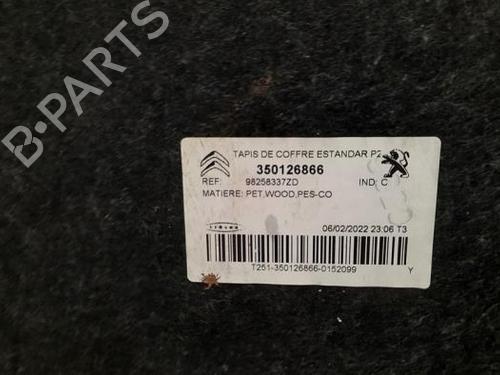 B-PARTS
TAPIS DE COFFRE ESTANDAR P2
350126866
REF: 98258337ZD IND: C
MATIERE: PET,WOOD,PES-CO
06/02/2022 23:06 T3
T251-350126866-0152099 Y